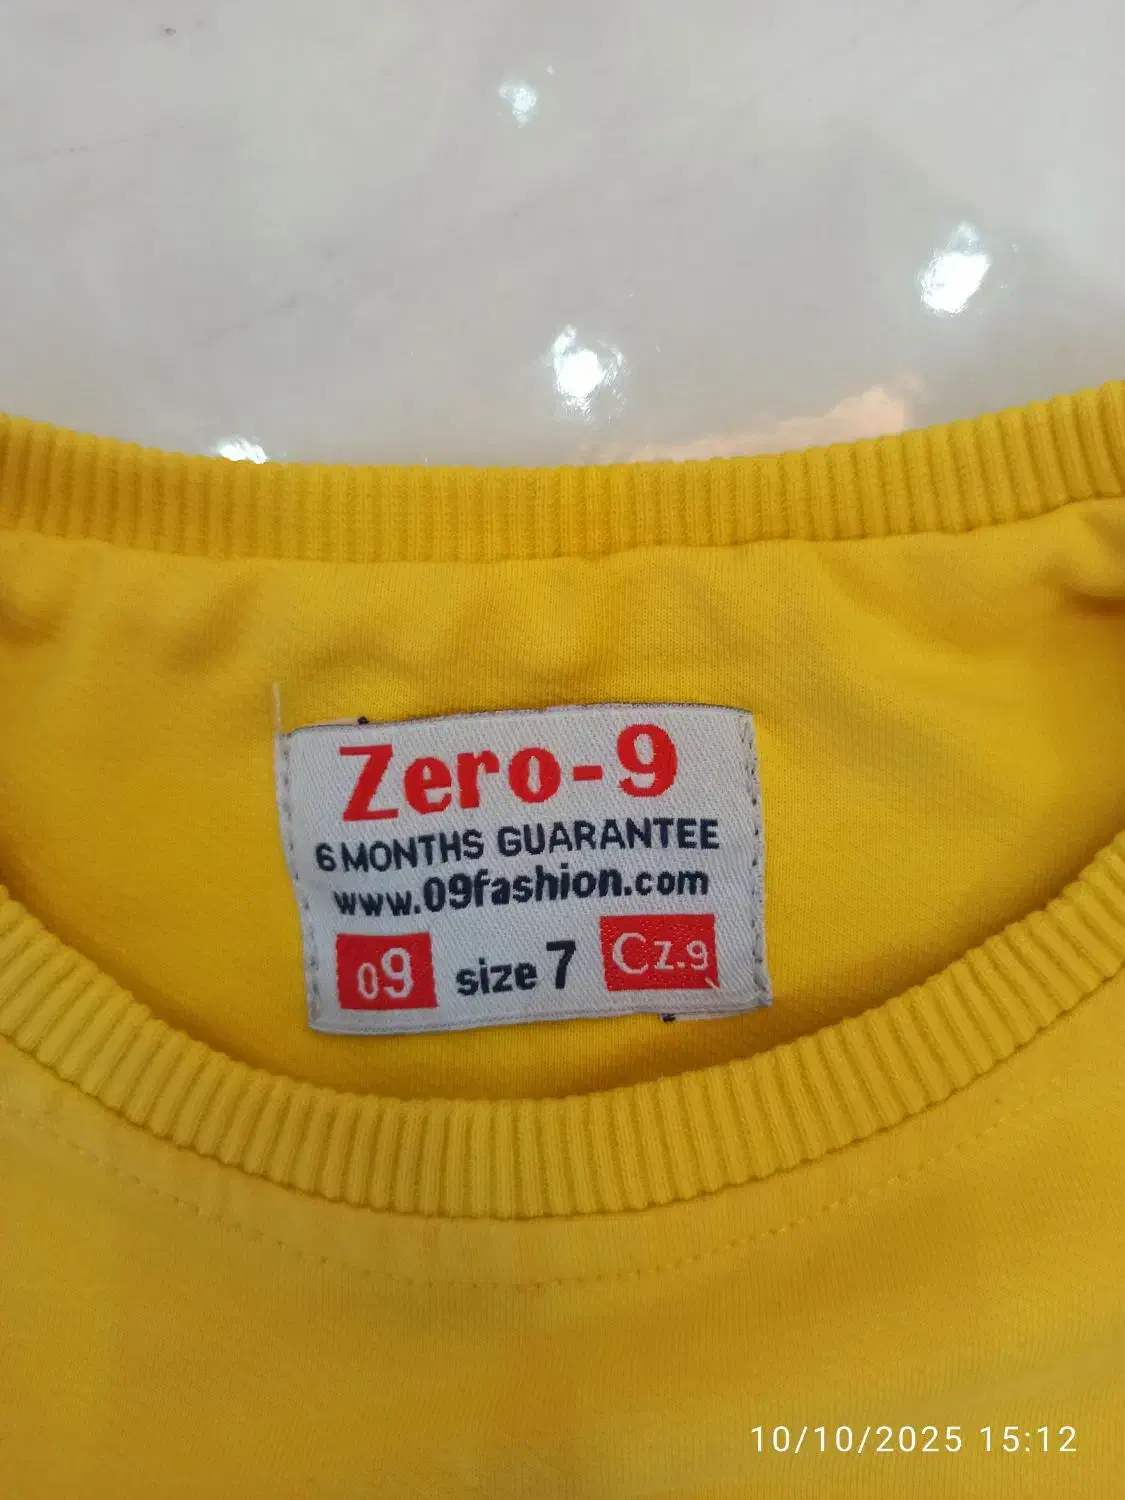 Zero-9
6 MONTHS GUARANTEE
www.09fashion.com
09 size 7 Cz.9
10/10/2025 15:12